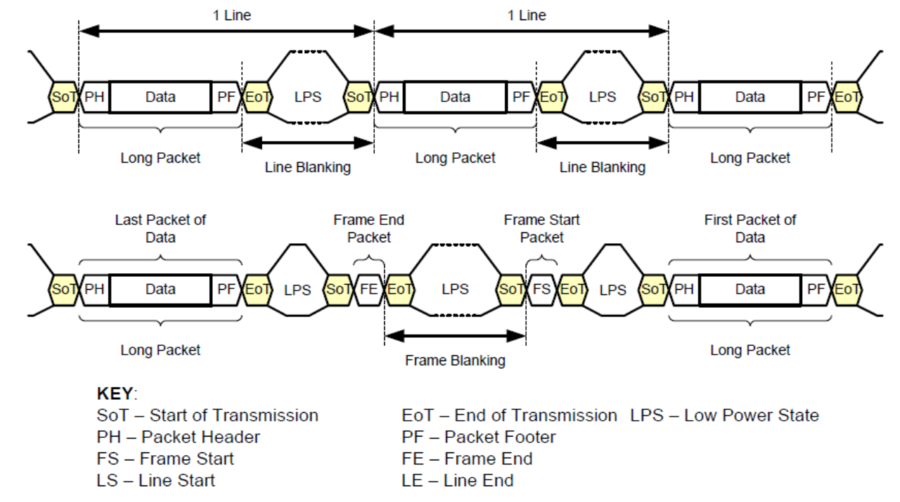 1 Line 1 Line
SoT PH Data PF EoT LPS SoT PH Data PF EoT LPS SoT PH Data PF EoT
Long Packet Line Blanking Long Packet Line Blanking Long Packet
Last Packet of Data Frame End Packet Frame Start Packet First Packet of Data
SoT PH Data PF EoT LPS SoT FE EoT LPS SoT FS EoT LPS SoT PH Data PF EoT
Long Packet Frame Blanking Long Packet
KEY:
SoT – Start of Transmission EoT – End of Transmission LPS – Low Power State
PH – Packet Header PF – Packet Footer
FS – Frame Start FE – Frame End
LS – Line Start LE – Line End